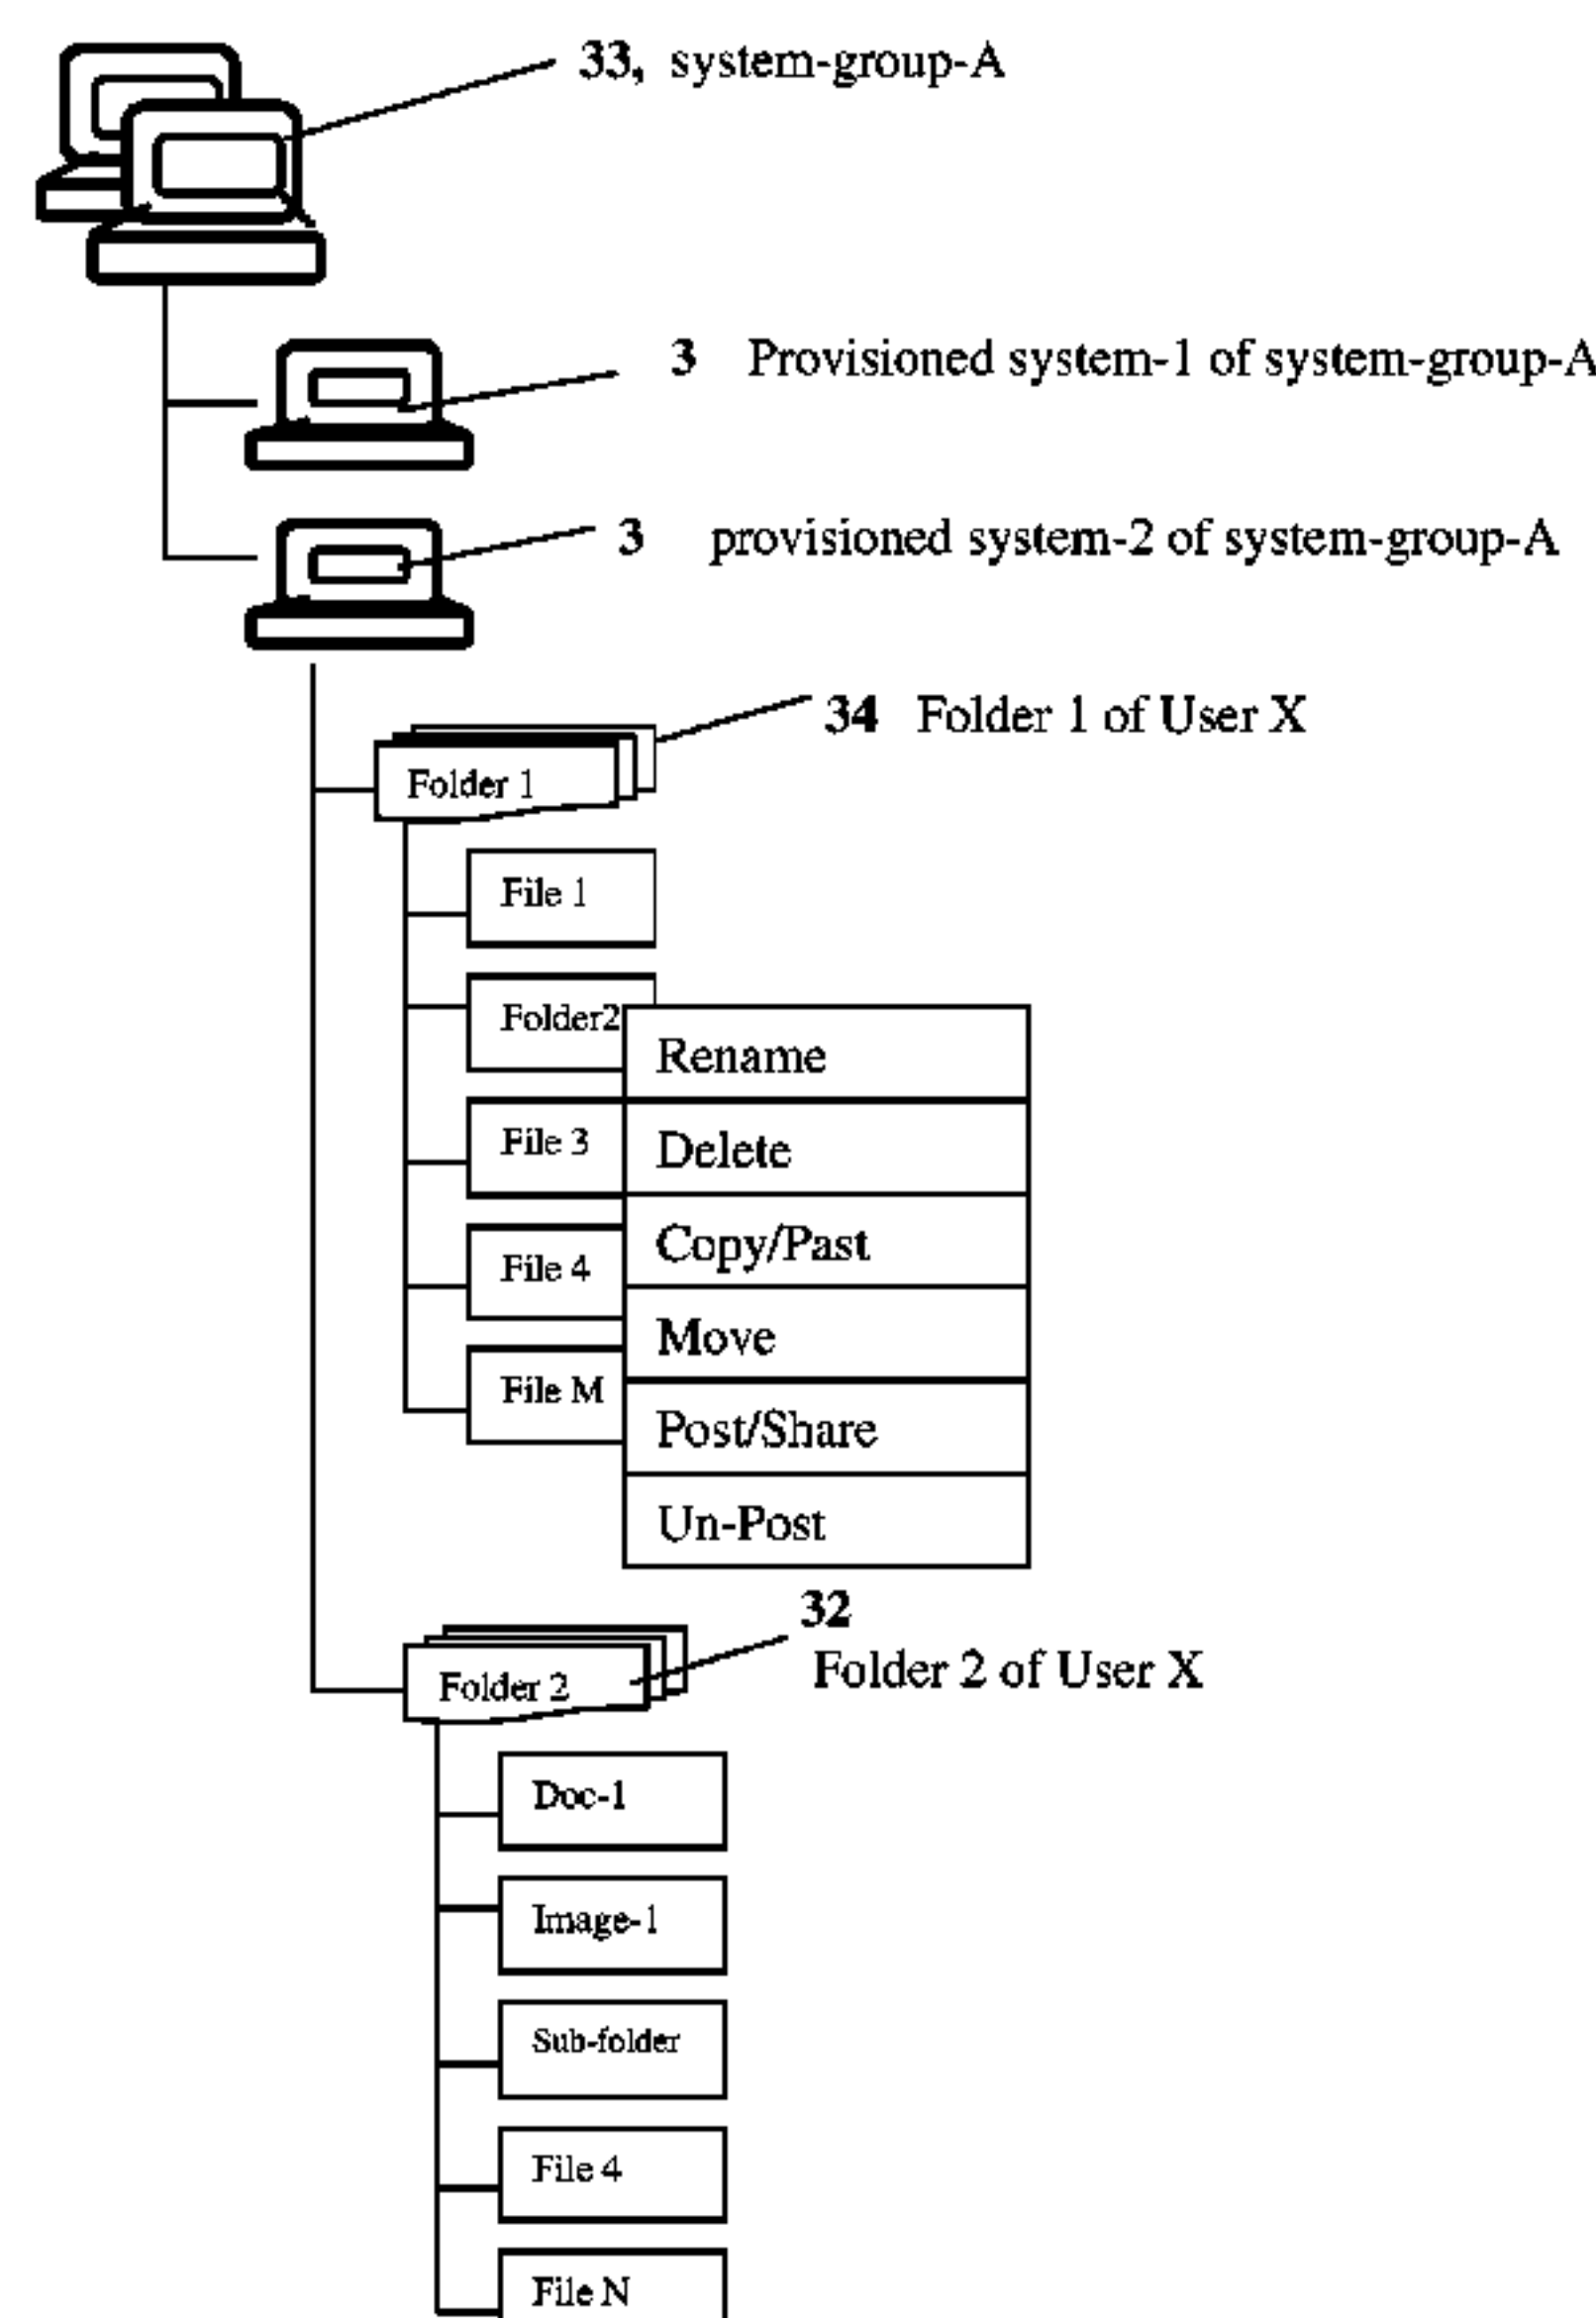 33, system-group-A
3 Provisioned system-1 of system-group-A
3 provisioned system-2 of system-group-A
34 Folder 1 of User X
Folder 1
File 1
Folder2
Rename
File 3
Delete
Copy/Past
File 4
Move
File M
Post/Share
Un-Post
32
Folder 2 of User X
Folder 2
Doc-1
Image-1
Sub-folder
File 4
File N